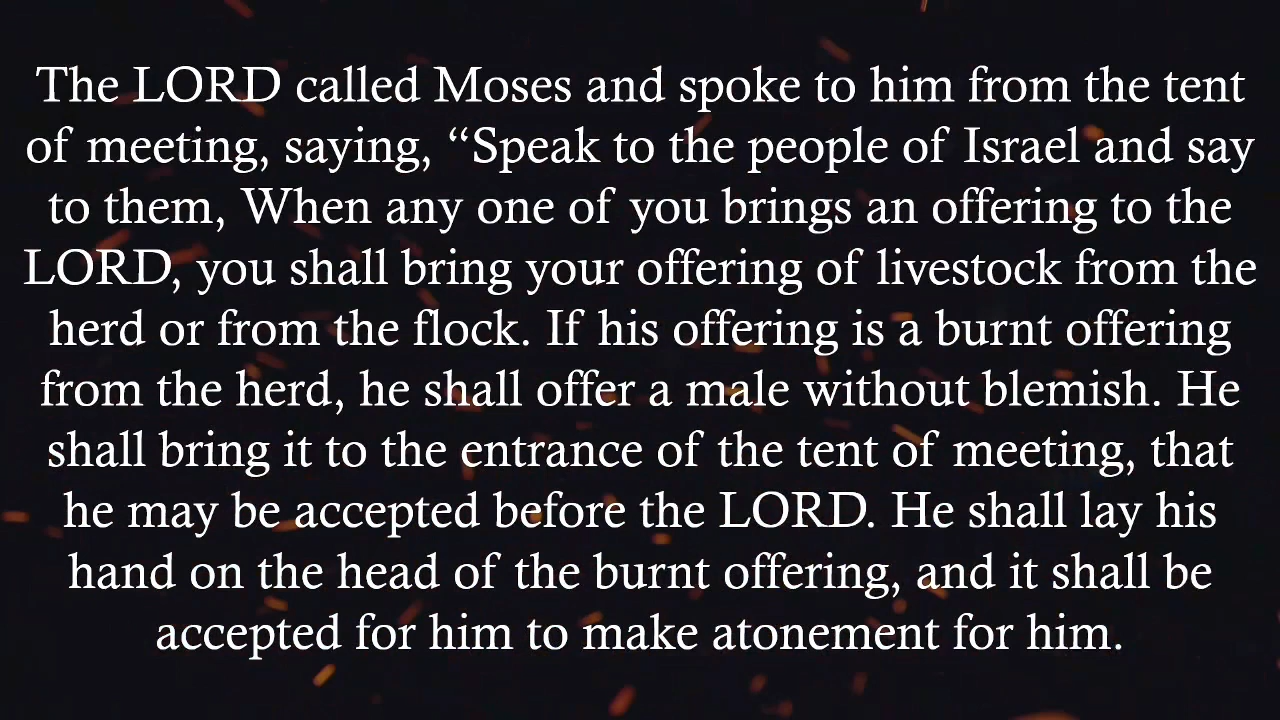 The LORD called Moses and spoke to him from the tent
of meeting, saying, “Speak to the people of Israel and say
to them, When any one of you brings an offering to the
LORD, you shall bring your offering of livestock from the
herd or from the flock. If his offering is a burnt offering
from the herd, he shall offer a male without blemish. He
shall bring it to the entrance of the tent of meeting, that
he may be accepted before the LORD. He shall lay his
hand on the head of the burnt offering, and it shall be
accepted for him to make atonement for him.